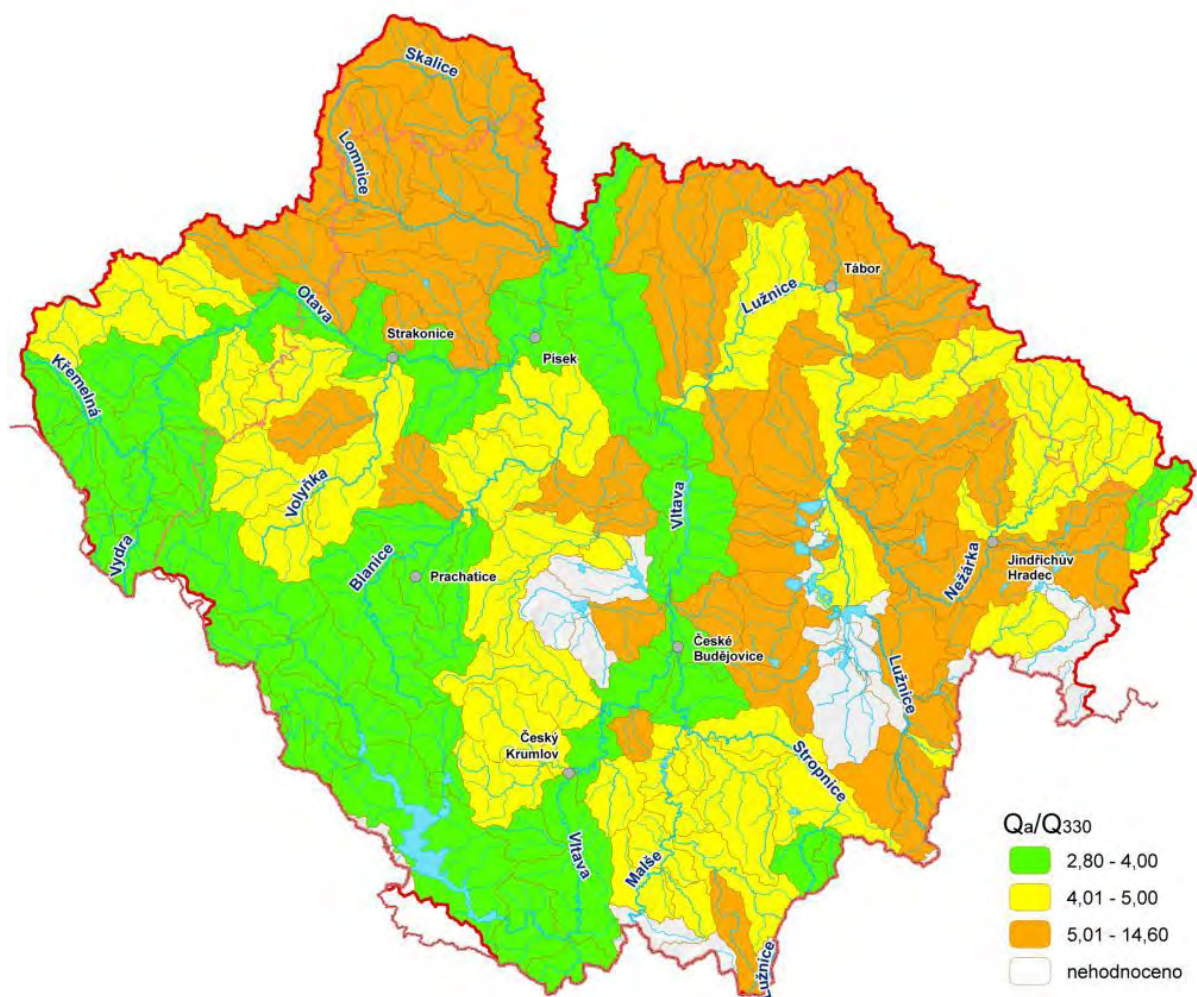 Skalice
Lomnice
Otava
Křemelná
Vydra
Strakonice
Písek
Volyňka
Blanice
Prachatice
Vltava
Lužnice
Tábor
Nežárka
Jindřichův
Hradec
České
Budějovice
Lužnice
Český
Krumlov
Stropnice
Vltava
Malše
Lužnice
Qa/Q330
2,80 - 4,00
4,01 - 5,00
5,01 - 14,60
nehodnoceno